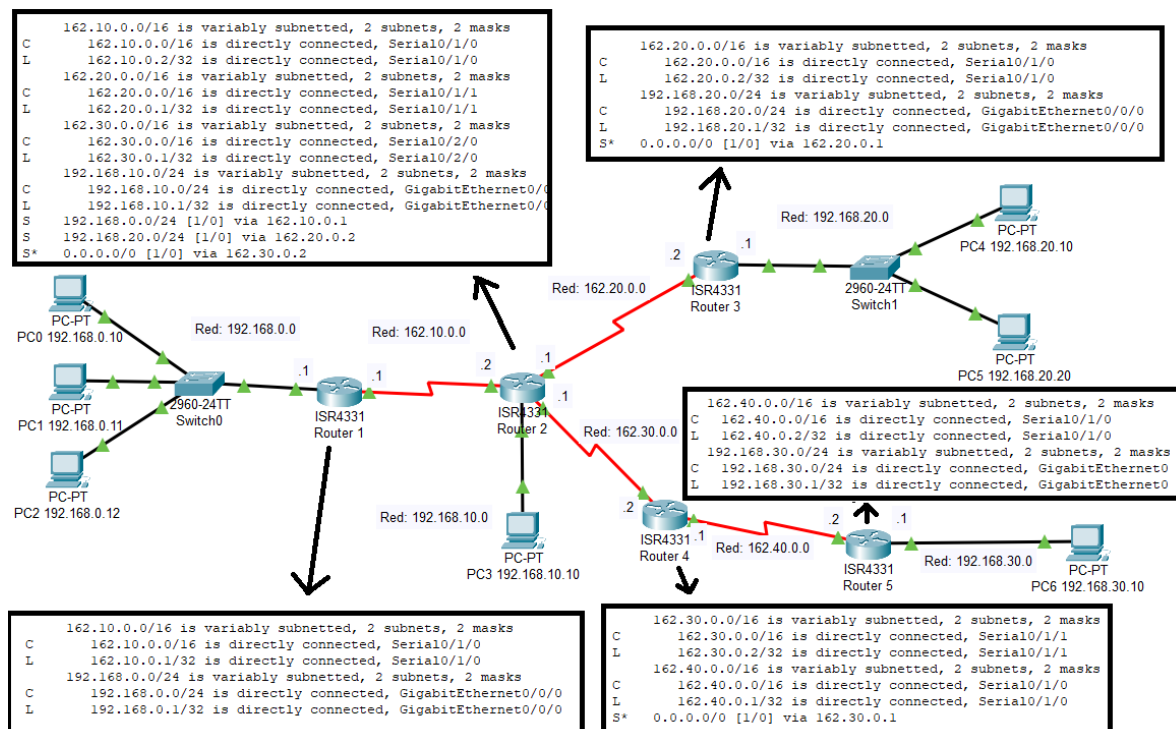 162.10.0.0/16 is variably subnetted, 2 subnets, 2 masks
C 162.10.0.0/16 is directly connected, Serial0/1/0
L 162.10.0.2/32 is directly connected, Serial0/1/0
162.20.0.0/16 is variably subnetted, 2 subnets, 2 masks
C 162.20.0.0/16 is directly connected, Serial0/1/1
L 162.20.0.1/32 is directly connected, Serial0/1/1
162.30.0.0/16 is variably subnetted, 2 subnets, 2 masks
C 162.30.0.0/16 is directly connected, Serial0/2/0
L 162.30.0.1/32 is directly connected, Serial0/2/0
192.168.10.0/24 is variably subnetted, 2 subnets, 2 masks
C 192.168.10.0/24 is directly connected, GigabitEthernet0/0
L 192.168.10.1/32 is directly connected, GigabitEthernet0/0
S 192.168.0.0/24 [1/0] via 162.10.0.1
S 192.168.20.0/24 [1/0] via 162.20.0.2
S* 0.0.0.0/0 [1/0] via 162.30.0.2
162.20.0.0/16 is variably subnetted, 2 subnets, 2 masks
C 162.20.0.0/16 is directly connected, Serial0/1/0
L 162.20.0.2/32 is directly connected, Serial0/1/0
192.168.20.0/24 is variably subnetted, 2 subnets, 2 masks
C 192.168.20.0/24 is directly connected, GigabitEthernet0/0/0
L 192.168.20.1/32 is directly connected, GigabitEthernet0/0/0
S* 0.0.0.0/0 [1/0] via 162.20.0.1
PC-PT
PC0 192.168.0.10
PC-PT
PC1 192.168.0.11
PC-PT
PC2 192.168.0.12
2960-24TT
Switch0
Red: 192.168.0.0
.1
ISR4331
Router 1
.1
Red: 162.10.0.0
.2
ISR4331
Router 2
.1
.1
Red: 162.20.0.0
.2
ISR4331
Router 3
.1
Red: 192.168.20.0
2960-24TT
Switch1
PC-PT
PC4 192.168.20.10
PC-PT
PC5 192.168.20.20
Red: 192.168.10.0
PC-PT
PC3 192.168.10.10
Red: 162.30.0.0
.2
ISR4331
Router 4
.1
Red: 162.40.0.0
.2
ISR4331
Router 5
.1
Red: 192.168.30.0
PC-PT
PC6 192.168.30.10
162.40.0.0/16 is variably subnetted, 2 subnets, 2 masks
C 162.40.0.0/16 is directly connected, Serial0/1/0
L 162.40.0.2/32 is directly connected, Serial0/1/0
192.168.30.0/24 is variably subnetted, 2 subnets, 2 masks
C 192.168.30.0/24 is directly connected, GigabitEthernet0
L 192.168.30.1/32 is directly connected, GigabitEthernet0
162.10.0.0/16 is variably subnetted, 2 subnets, 2 masks
C 162.10.0.0/16 is directly connected, Serial0/1/0
L 162.10.0.1/32 is directly connected, Serial0/1/0
192.168.0.0/24 is variably subnetted, 2 subnets, 2 masks
C 192.168.0.0/24 is directly connected, GigabitEthernet0/0/0
L 192.168.0.1/32 is directly connected, GigabitEthernet0/0/0
162.30.0.0/16 is variably subnetted, 2 subnets, 2 masks
C 162.30.0.0/16 is directly connected, Serial0/1/1
L 162.30.0.2/32 is directly connected, Serial0/1/1
162.40.0.0/16 is variably subnetted, 2 subnets, 2 masks
C 162.40.0.0/16 is directly connected, Serial0/1/0
L 162.40.0.1/32 is directly connected, Serial0/1/0
S* 0.0.0.0/0 [1/0] via 162.30.0.1